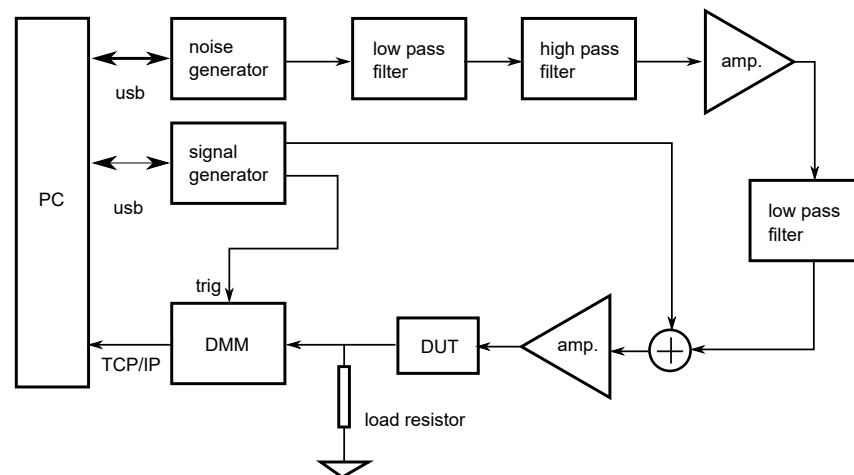 noise
generator
low pass
filter
high pass
filter
amp.
usb
signal
generator
PC
usb
low pass
filter
trig
DMM
DUT
amp.
TCP/IP
load resistor